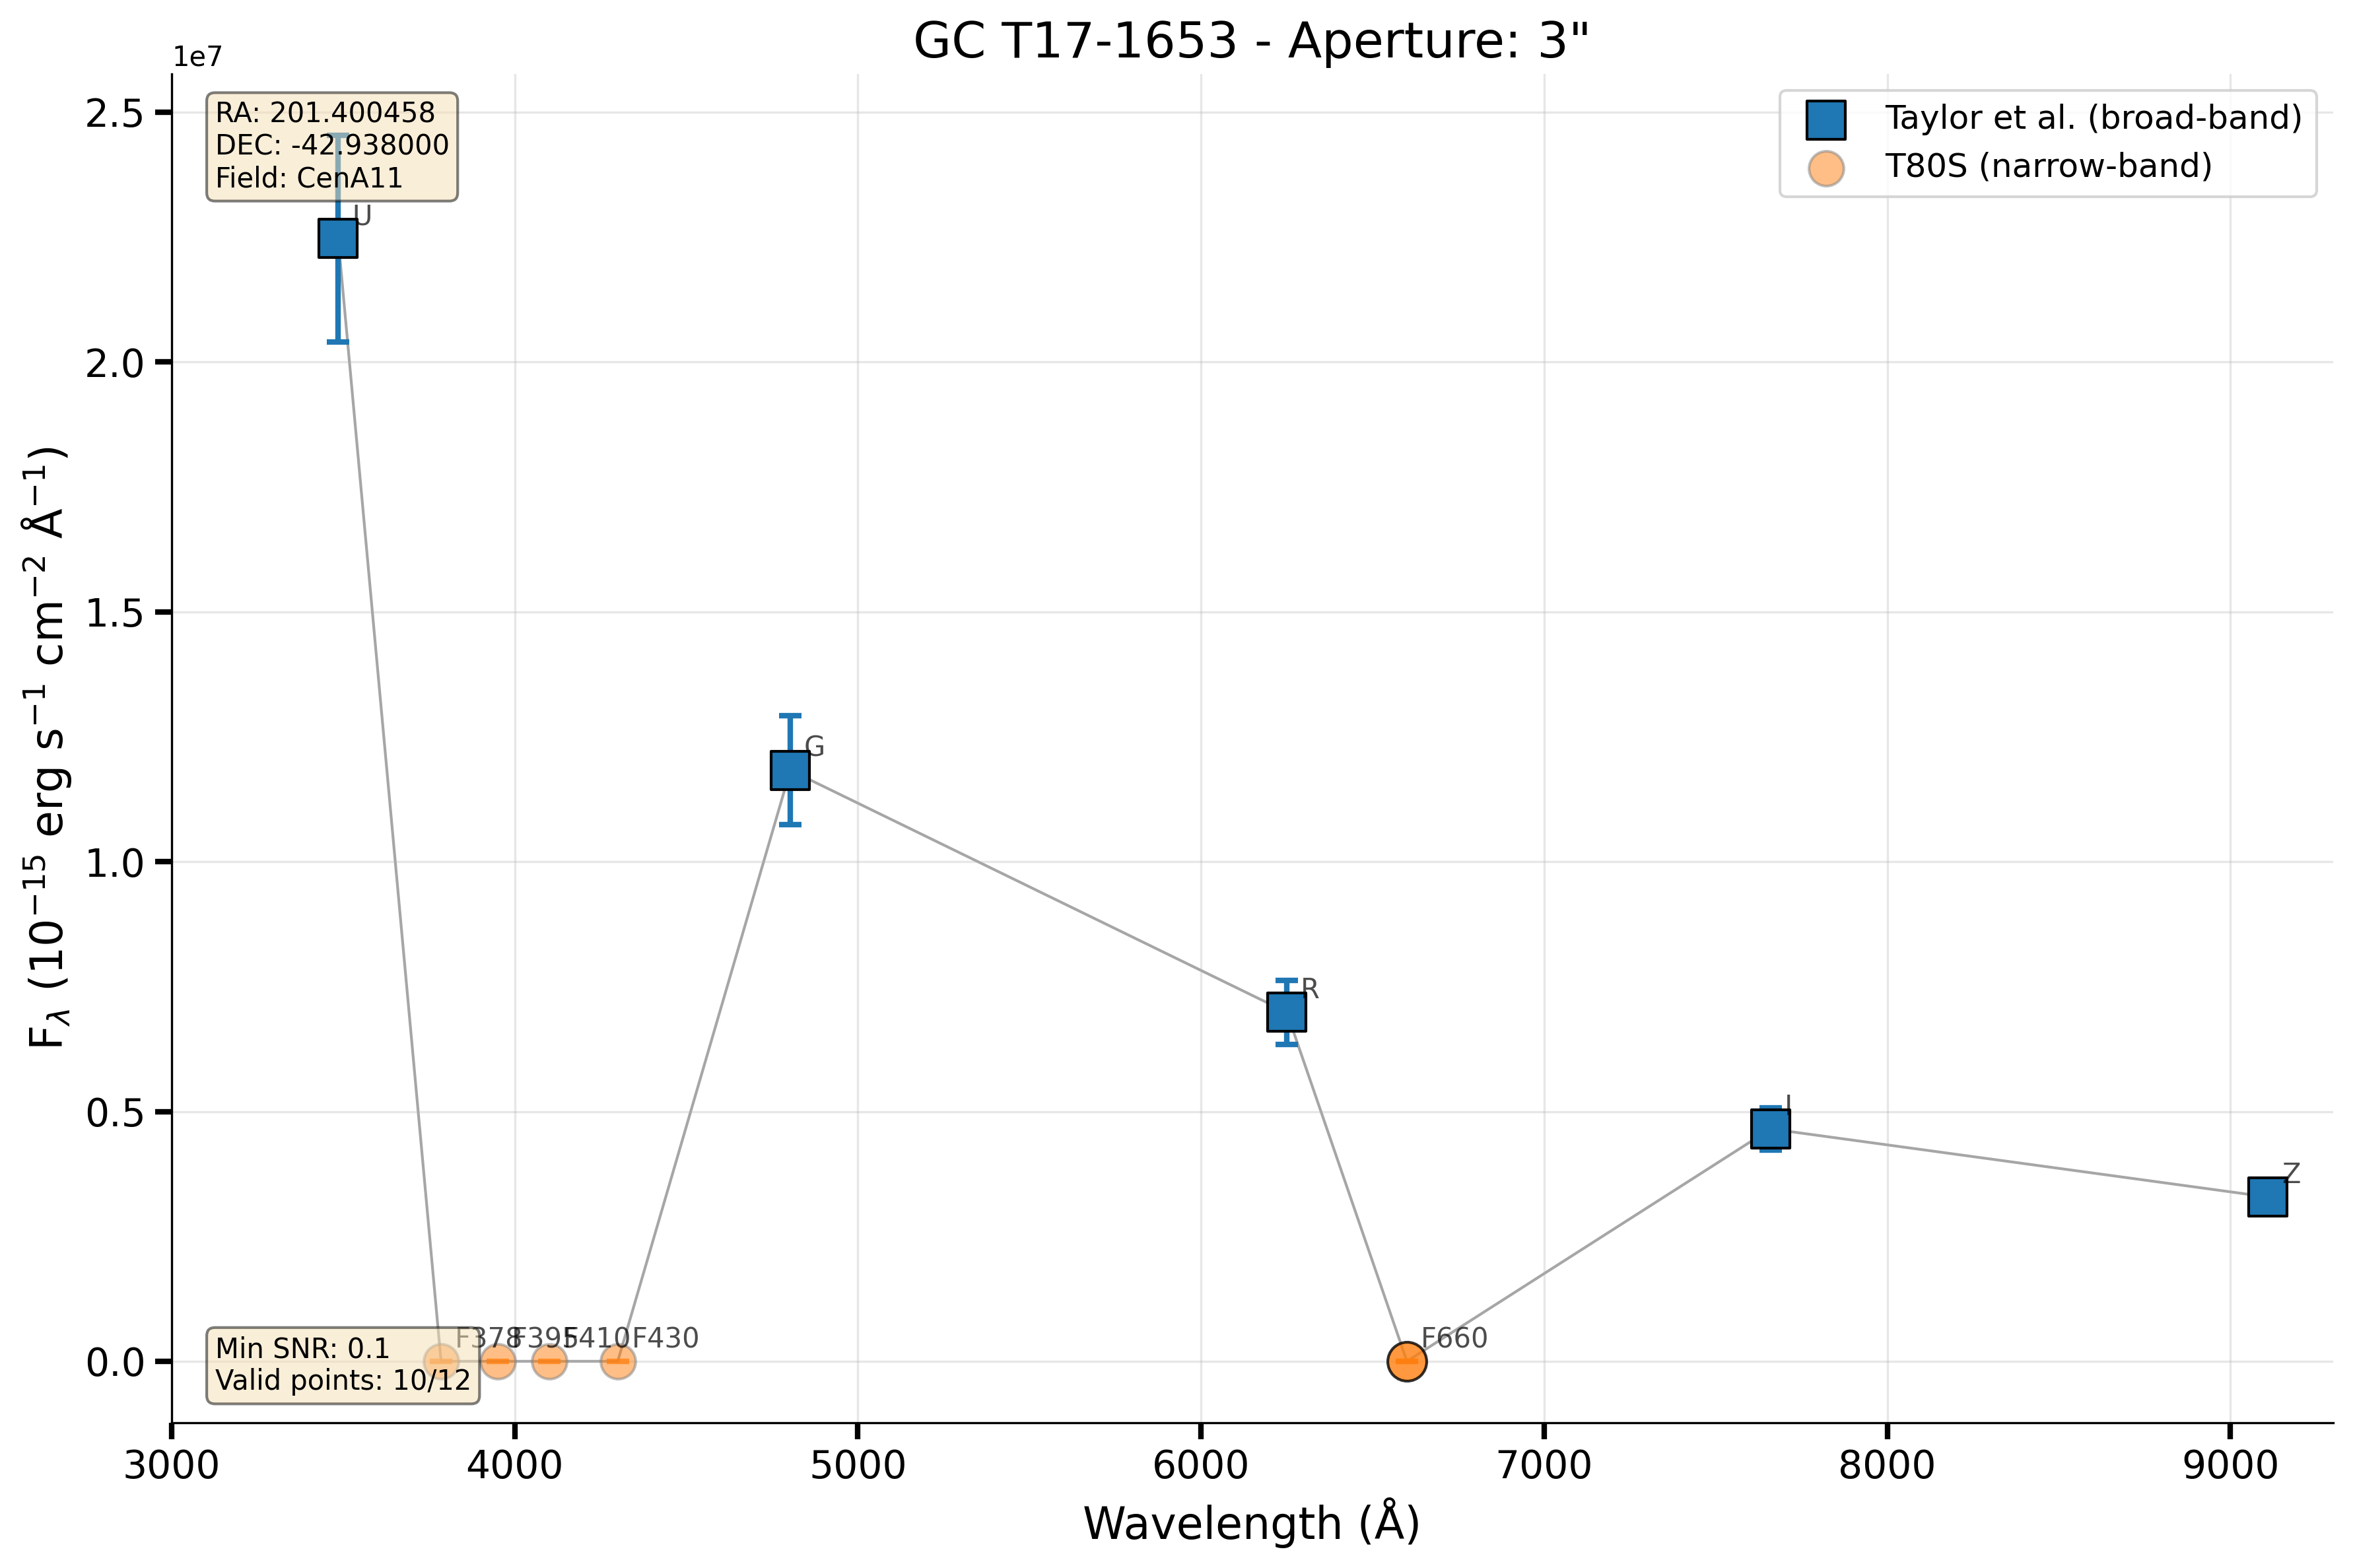 GC T17-1653 - Aperture: 3"
1e7
RA: 201.400458
DEC: -42.938000
Field: CenA11
Taylor et al. (broad-band)
T80S (narrow-band)
2.5
2.0
1.5
1.0
0.5
0.0
F_λ (10⁻¹⁵ erg s⁻¹ cm⁻² Å⁻¹)
U
G
R
I
Z
F378
F395
F410
F430
F660
Min SNR: 0.1
Valid points: 10/12
3000
4000
5000
6000
7000
8000
9000
Wavelength (Å)